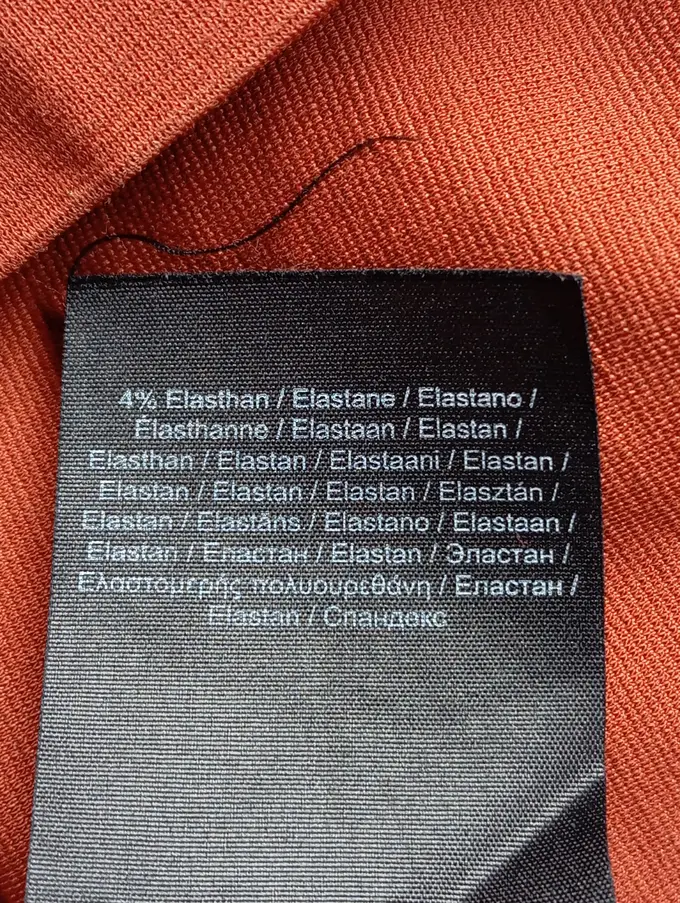 4% Elasthan / Elastane / Elastano /
Élasthanne / Elastaan / Elastan /
Elasthan / Elastan / Elastaani / Elastan /
Elastan / Elastan / Elastan / Elasztán /
Elastan / Elastāns / Elastano / Elastaan /
Elastan / Еластан / Elastan / Эластан /
Ελαστομερής πολυουρεθάνη / Еластан /
Elastan / Спандекс